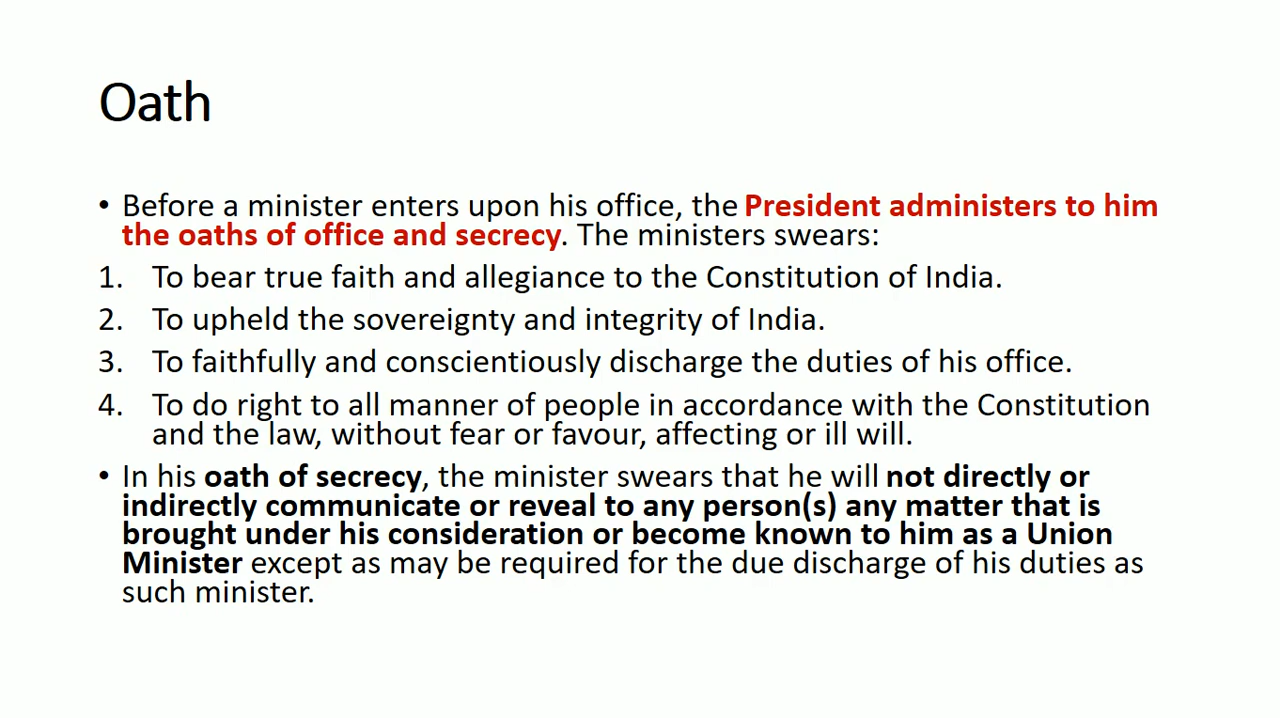 Oath
• Before a minister enters upon his office, the President administers to him
the oaths of office and secrecy. The ministers swears:
1. To bear true faith and allegiance to the Constitution of India.
2. To upheld the sovereignty and integrity of India.
3. To faithfully and conscientiously discharge the duties of his office.
4. To do right to all manner of people in accordance with the Constitution
and the law, without fear or favour, affecting or ill will.
• In his oath of secrecy, the minister swears that he will not directly or
indirectly communicate or reveal to any person(s) any matter that is
brought under his consideration or become known to him as a Union
Minister except as may be required for the due discharge of his duties as
such minister.